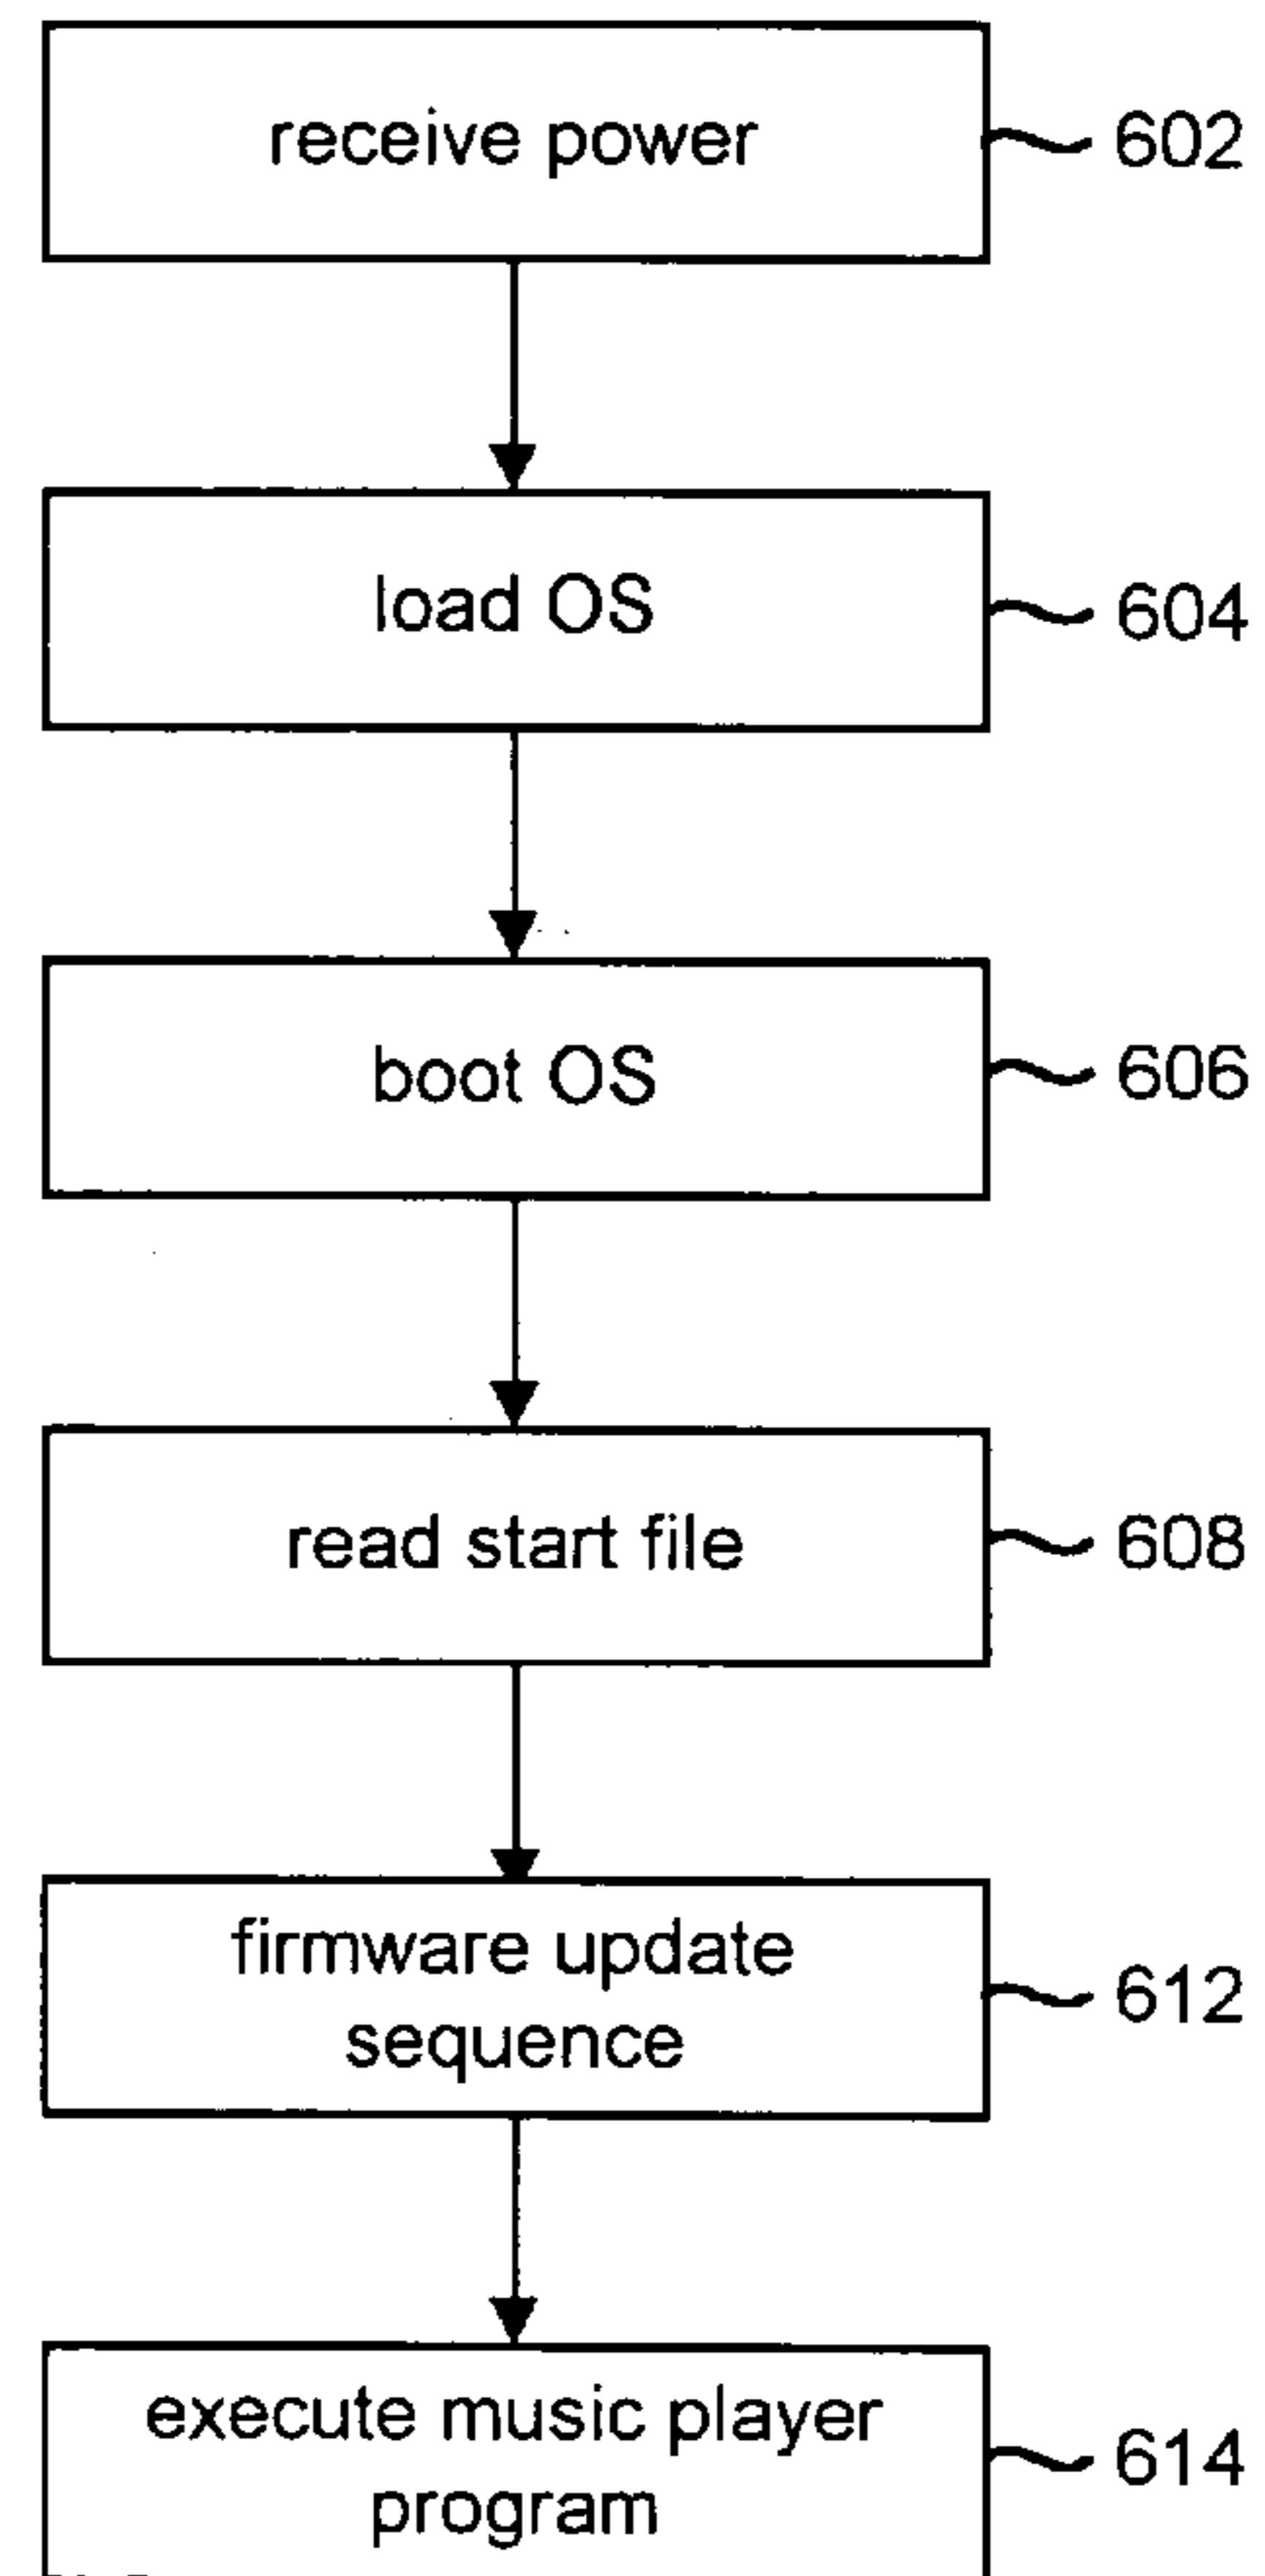 receive power
602
load OS
604
boot OS
606
read start file
608
firmware update
sequence
612
execute music player
program
614